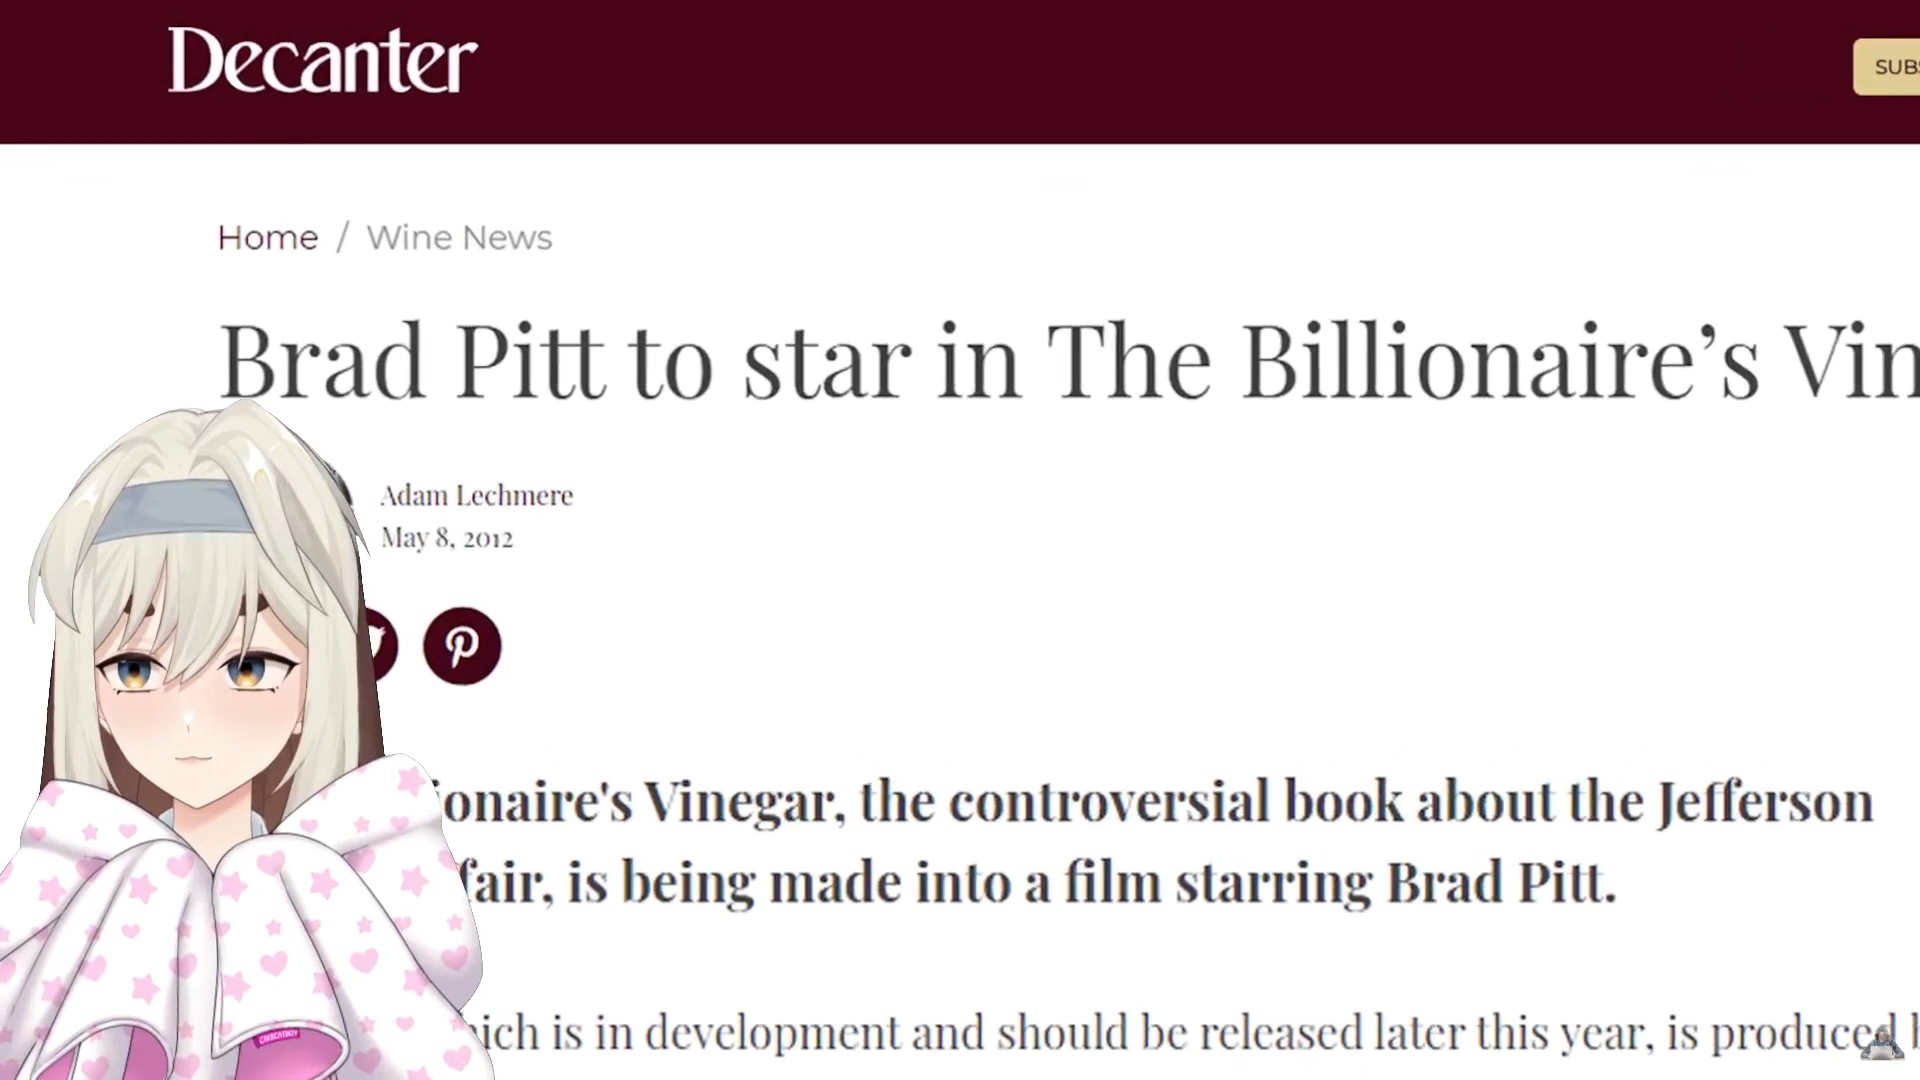 Decanter
Home / Wine News
Brad Pitt to star in The Billionaire’s Vin
Adam Lechmere
May 8, 2012
ionaire's Vinegar, the controversial book about the Jefferson
fair, is being made into a film starring Brad Pitt.
ich is in development and should be released later this year, is produced